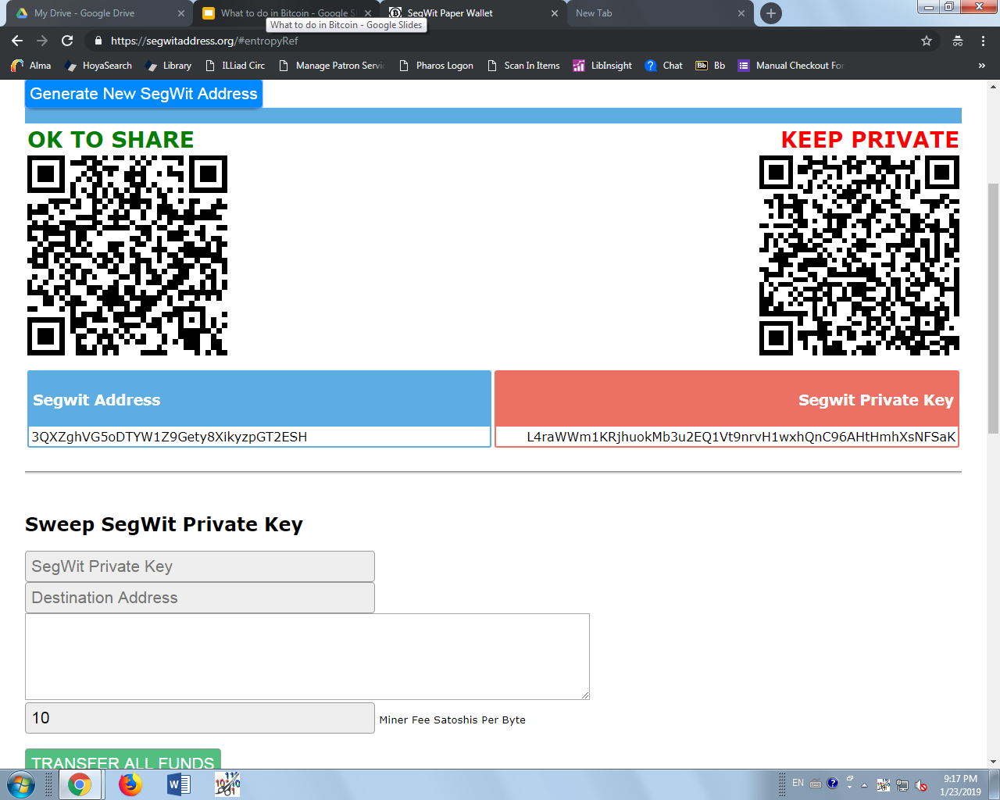 My Drive - Google Drive
What to do in Bitcoin - Google S
SegWit Paper Wallet
New Tab
What to do in Bitcoin - Google Slides
https://segwitaddress.org/#entropyRef
Alma
HoyaSearch
Library
ILLiad Circ
Manage Patron Servi
Pharos Logon
Scan In Items
LibInsight
Chat
Bb Bb
Manual Checkout For
»
Generate New SegWit Address
OK TO SHARE
KEEP PRIVATE
Segwit Address
Segwit Private Key
3QXZghVG5oDTYW1Z9Gety8XikyzpGT2ESH
L4raWWm1KRjhuokMb3u2EQ1Vt9nrvH1wxhQnC96AHtHmhXsNFSaK
Sweep SegWit Private Key
SegWit Private Key
Destination Address
10
Miner Fee Satoshis Per Byte
TRANSFER ALL FUNDS
EN
9:17 PM
1/23/2019